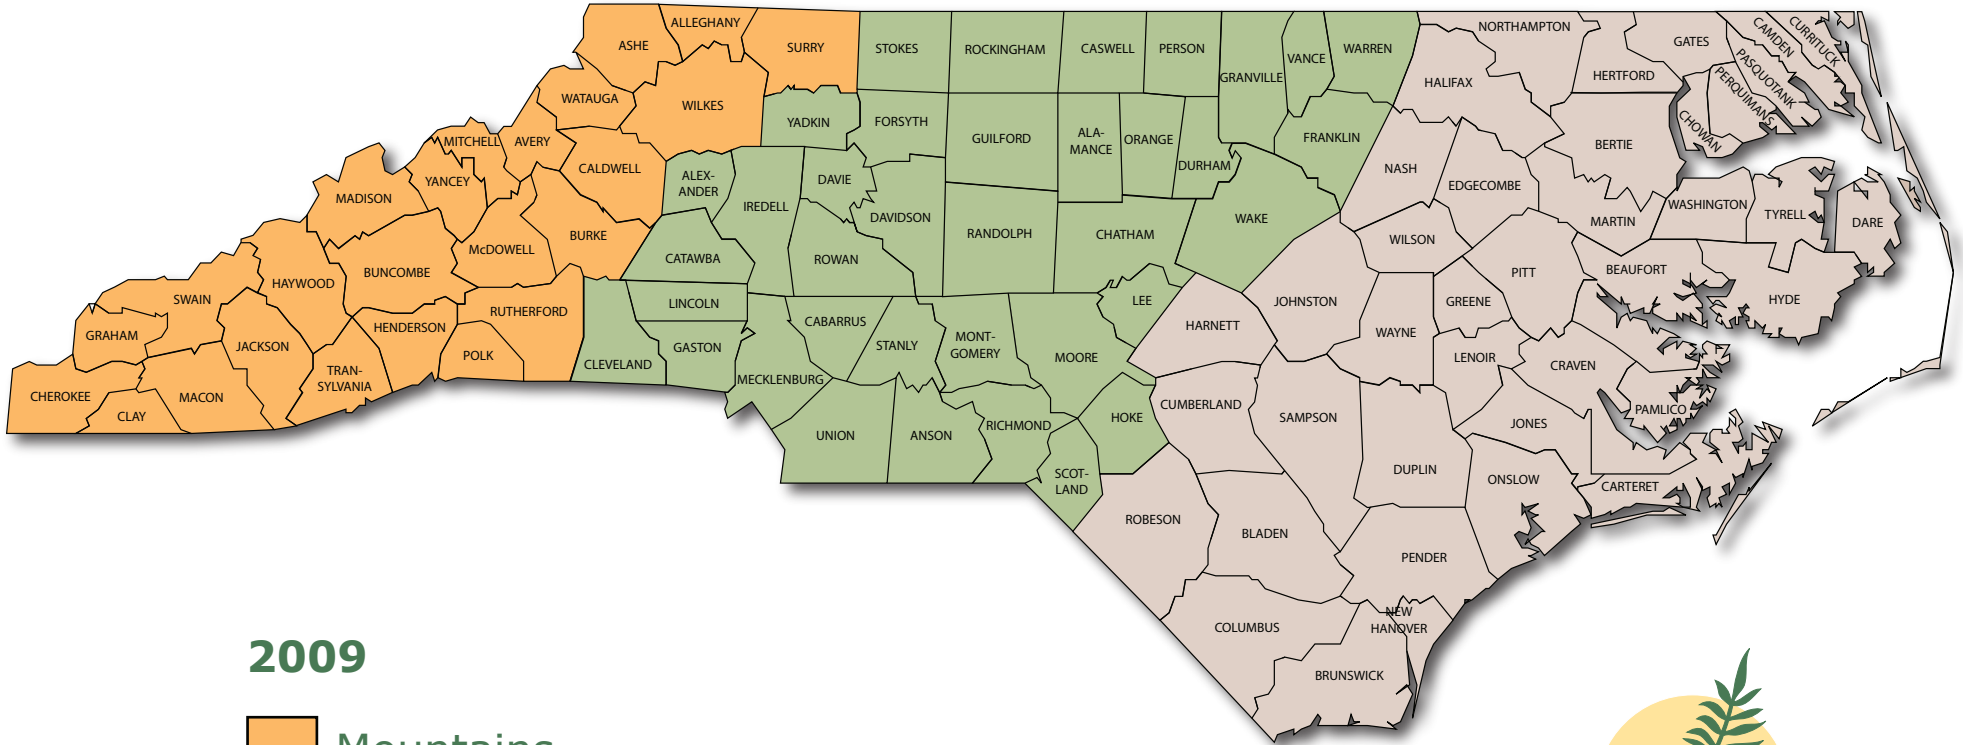 ALLEGHANY
ASHE
SURRY
STOKES
ROCKINGHAM
CASWELL
PERSON
GRANVILLE
VANCE
WARREN
NORTHAMPTON
GATES
CAMDEN
CURRITUCK
PASQUOTANK
PERQUIMANS
CHOWAN
HERTFORD
HALIFAX
WATAUGA
WILKES
YADKIN
FORSYTH
GUILFORD
ALA-
MANCE
ORANGE
DURHAM
FRANKLIN
NASH
EDGECOMBE
BERTIE
MITCHELL
AVERY
CALDWELL
ALEX-
ANDER
IREDELL
DAVIE
DAVIDSON
RANDOLPH
CHATHAM
WAKE
WILSON
MARTIN
WASHINGTON
TYRELL
DARE
MADISON
YANCEY
McDOWELL
BURKE
CATAWBA
ROWAN
LEE
JOHNSTON
GREENE
PITT
BEAUFORT
HYDE
SWAIN
HAYWOOD
BUNCOMBE
RUTHERFORD
LINCOLN
CABARRUS
STANLY
MONT-
GOMERY
MOORE
HARNETT
WAYNE
LENOIR
CRAVEN
GRAHAM
JACKSON
HENDERSON
POLK
CLEVELAND
GASTON
MECKLENBURG
TRAN-
SYLVANIA
CHEROKEE
CLAY
MACON
UNION
ANSON
RICHMOND
HOKE
CUMBERLAND
SAMPSON
DUPLIN
JONES
PAMLICO
SCOT-
LAND
ONSLOW
CARTERET
ROBESON
BLADEN
PENDER
COLUMBUS
NEW
HANOVER
BRUNSWICK
2009
Mountains